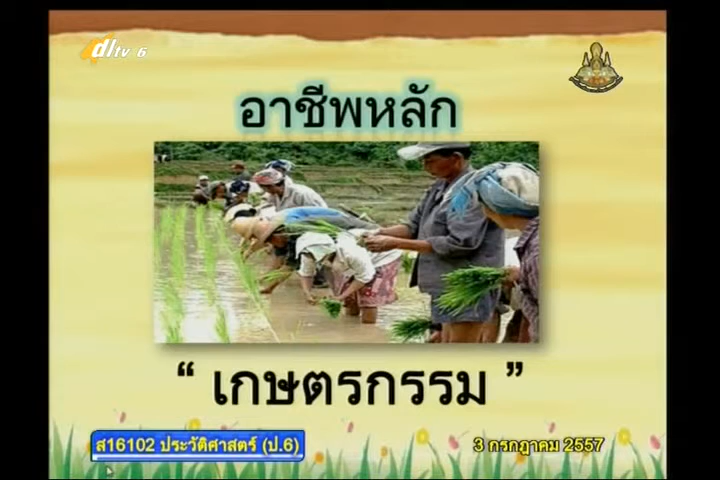 dltv 6
อาชีพหลัก
“ เกษตรกรรม ”
ส16102 ประวัติศาสตร์ (ป.6)
3 กรกฎาคม 2557